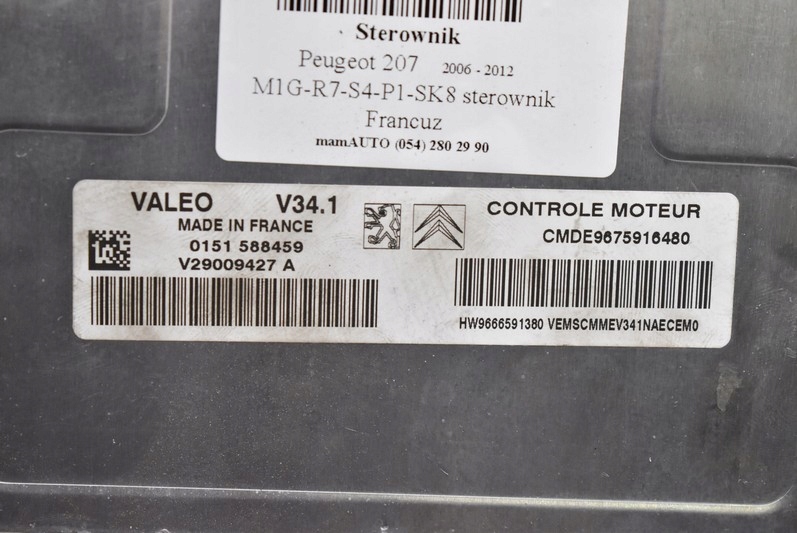 Sterownik
Peugeot 207 2006 - 2012
M1G-R7-S4-P1-SK8 sterownik
Francuz
mamAUTO (054) 280 29 90
VALEO V34.1
MADE IN FRANCE
0151 588459
V29009427 A
CONTROLE MOTEUR
CMDE9675916480
HW9666591380 VEMSCMMEV341NAECEM0